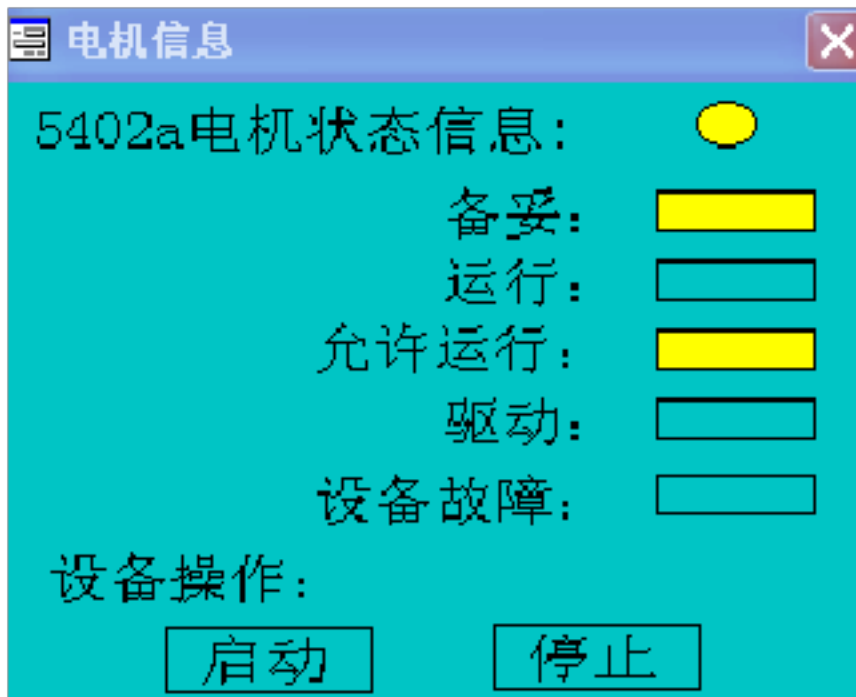 电机信息
5402a电机状态信息:
备妥:
运行:
允许运行:
驱动:
设备故障:
设备操作:
启动 停止